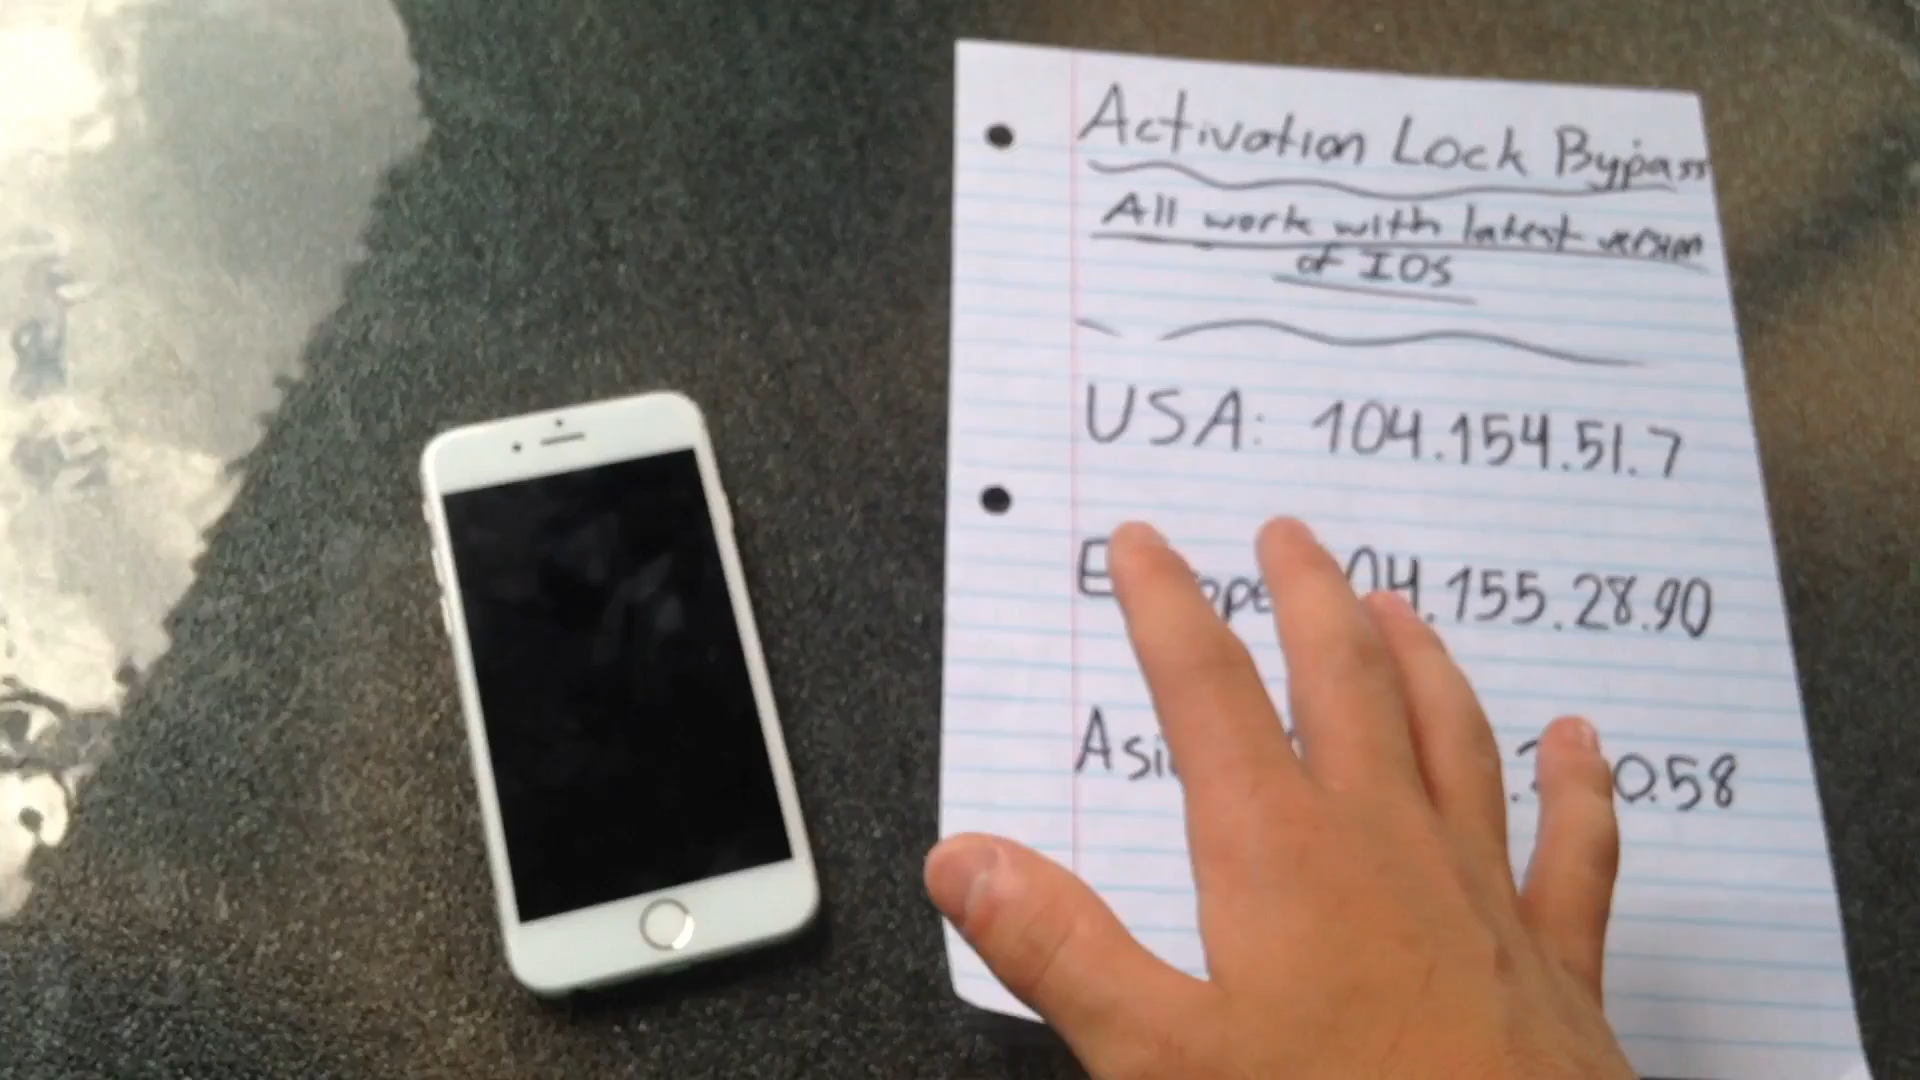 Activation Lock Bypass
All work with latest version
of IOS
USA: 104.154.51.7
04.155.28.90
58